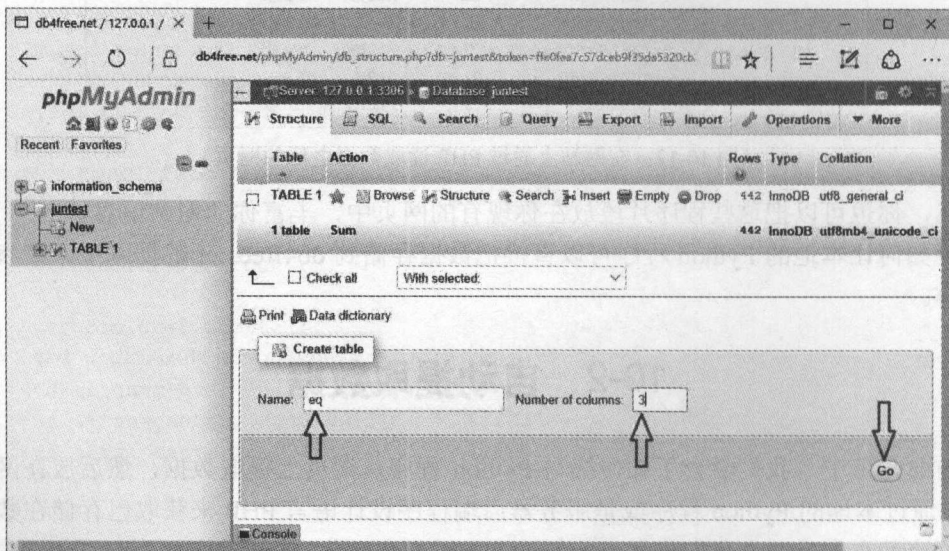 db4free.net / 127.0.0.1 /
db4free.net/phpMyAdmin/db_structure.php?db=juntest&token=ffe0fea7c57dceb9f35da5320cb.
phpMyAdmin
Recent Favorites
information_schema
juntest
New
TABLE 1
Server: 127.0.0.1:3306 » Database: juntest
Structure SQL Search Query Export Import Operations More
Table Action Rows Type Collation
TABLE 1 Browse Structure Search Insert Empty Drop 442 InnoDB utf8_general_ci
1 table Sum 442 InnoDB utf8mb4_unicode_ci
Check all With selected:
Print Data dictionary
Create table
Name: eq Number of columns: 3
Go
Console